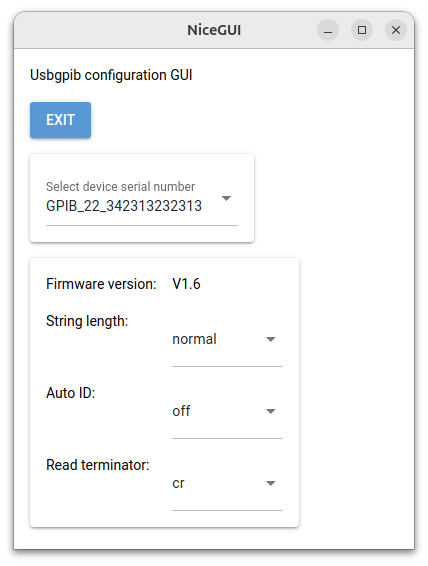 NiceGUI
Usbgpib configuration GUI
EXIT
Select device serial number
GPIB_22_342313232313
Firmware version: V1.6
String length:
normal
Auto ID:
off
Read terminator:
cr